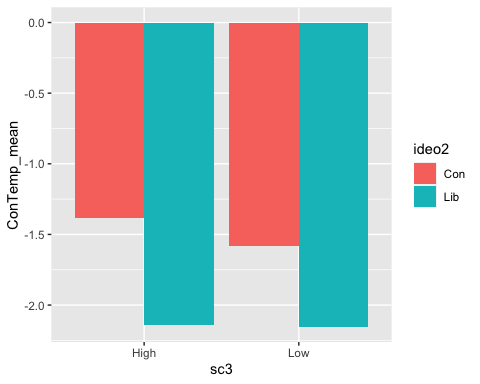 0.0
-0.5
-1.0
-1.5
-2.0
ConTemp_mean
High
Low
sc3
ideo2
Con
Lib